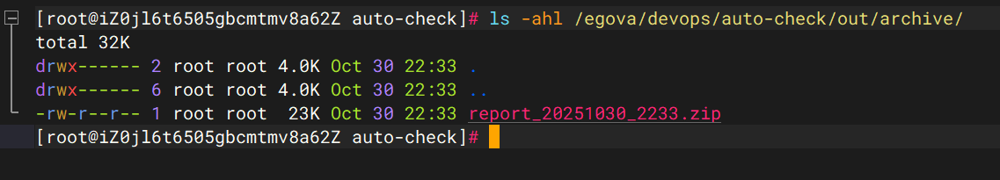 [root@iZ0jl6t6505gbcmtmv8a62Z auto-check]# ls -ahl /egova/devops/auto-check/out/archive/
total 32K
drwx------ 2 root root 4.0K Oct 30 22:33 .
drwx------ 6 root root 4.0K Oct 30 22:33 ..
-rw-r--r-- 1 root root  23K Oct 30 22:33 report_20251030_2233.zip
[root@iZ0jl6t6505gbcmtmv8a62Z auto-check]#